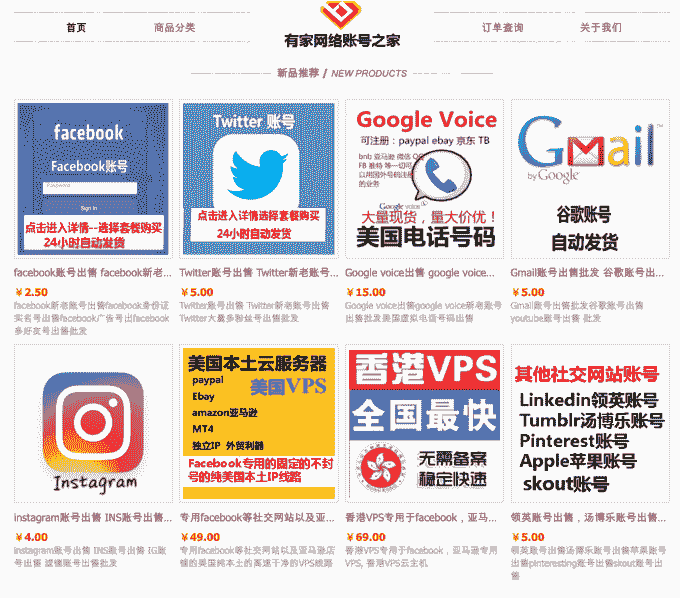 首页
商品分类
有家网络账号之家
订单查询
关于我们
新品推荐 / NEW PRODUCTS
facebook
Facebook账号
Password
Sign In
点击进入详情--选择套餐购买
24小时自动发货
Twitter 账号
点击进入详情选择套餐购买
24小时自动发货
Google Voice
可注册：paypal ebay 京东 TB
bnb 亚马逊 微信 QQ
FB 推特 等一切可
以用国外号码注册
的业务
Google voice
大量现货，量大价优！
美国电话号码
Gmail
by Google
谷歌账号
自动发货
facebook账号出售 facebook新老...
Twitter账号出售 Twitter新老账号...
Google voice出售 google voice...
Gmail账号出售批发 谷歌账号出...
￥2.50
￥5.00
￥15.00
￥5.00
facebook新老账号出售facebook身份证
实名号出售facebook广告号出facebook
多好友号出售批发
TwiTter账号出售 Twitter新老账号出售
Twitter大量多粉丝号出售批发
Google voice出售google voice新老账号
出售批发美国虚拟电话号码出售
Gmail账号出售批发谷歌账号出售
youtube账号出售 批发
Instagram
美国本土云服务器
paypal
美国VPS
Ebay
amazon亚马逊
MT4
独立IP 外贸利器
Facebook专用的固定的不封
号的纯美国本土IP线路
香港VPS
全国最快
无需备案
稳定快速
其他社交网站账号
Linkedin领英账号
Tumblr汤博乐账号
Pinterest账号
Apple苹果账号
skout账号
instagram账号出售 INS账号出售...
专用facebook等社交网站以及亚...
香港VPS专用于facebook，亚马...
领英账号出售，汤博乐账号出售...
￥4.00
￥49.00
￥69.00
￥5.00
instagram账号出售 INS账号出售 IG账
号出售 滤镜账号出售批发
专用facebook等社交网站以及亚马逊店
铺的美国纯本土的高速干净的VPS线路
香港VPS专用于facebook，亚马逊专用
VPS, 香港VPS云主机
领英账号出售汤博乐账号出售苹果账号
出售pinteresting账号出售skout账号出
售